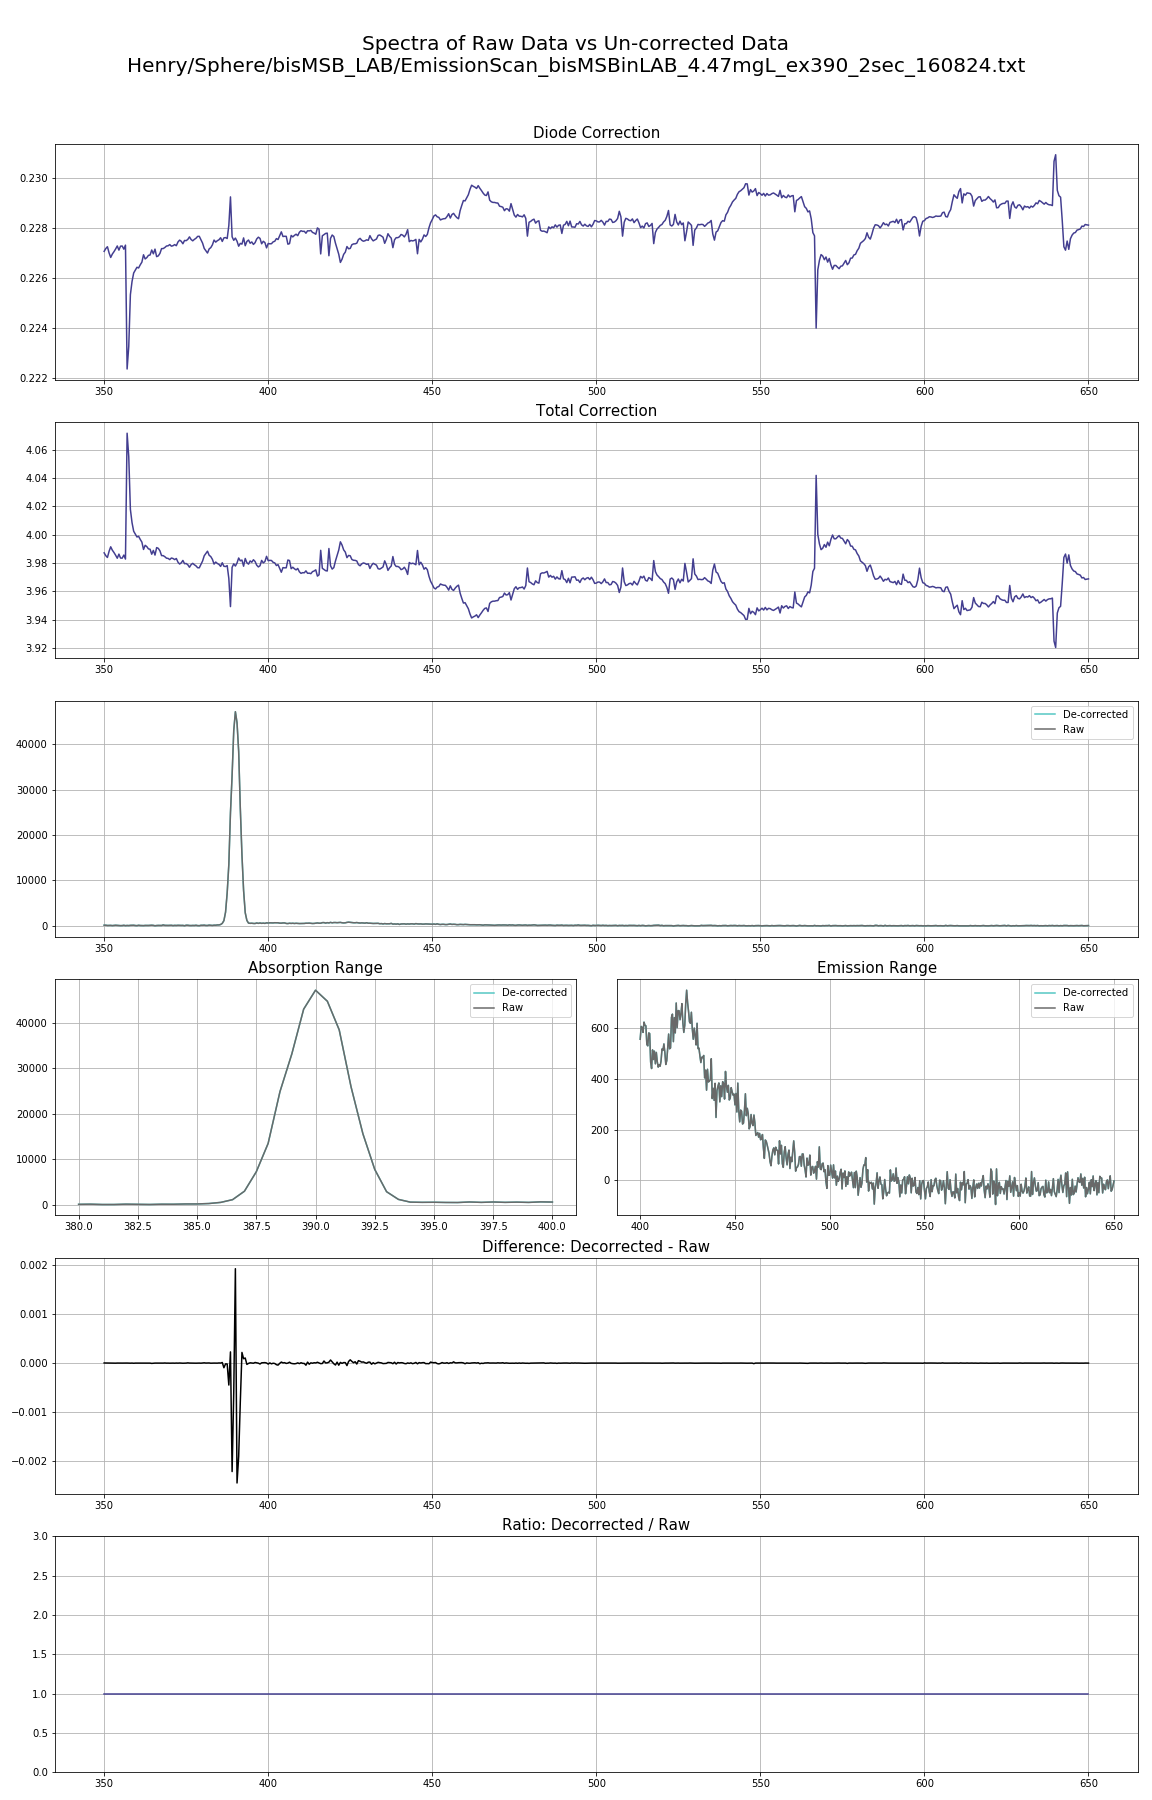 Spectra of Raw Data vs Un-corrected Data
Henry/Sphere/bisMSB_LAB/EmissionScan_bisMSBinLAB_4.47mgL_ex390_2sec_160824.txt
Diode Correction
0.230
0.228
0.226
0.224
0.222
350 400 450 500 550 600 650
Total Correction
4.06
4.04
4.02
4.00
3.98
3.96
3.94
3.92
350 400 450 500 550 600 650
De-corrected
Raw
40000
30000
20000
10000
0
350 400 450 500 550 600 650
Absorption Range
De-corrected
Raw
40000
30000
20000
10000
0
380.0 382.5 385.0 387.5 390.0 392.5 395.0 397.5 400.0
Emission Range
De-corrected
Raw
600
400
200
0
400 450 500 550 600 650
Difference: Decorrected - Raw
0.002
0.001
0.000
−0.001
−0.002
350 400 450 500 550 600 650
Ratio: Decorrected / Raw
3.0
2.5
2.0
1.5
1.0
0.5
0.0
350 400 450 500 550 600 650